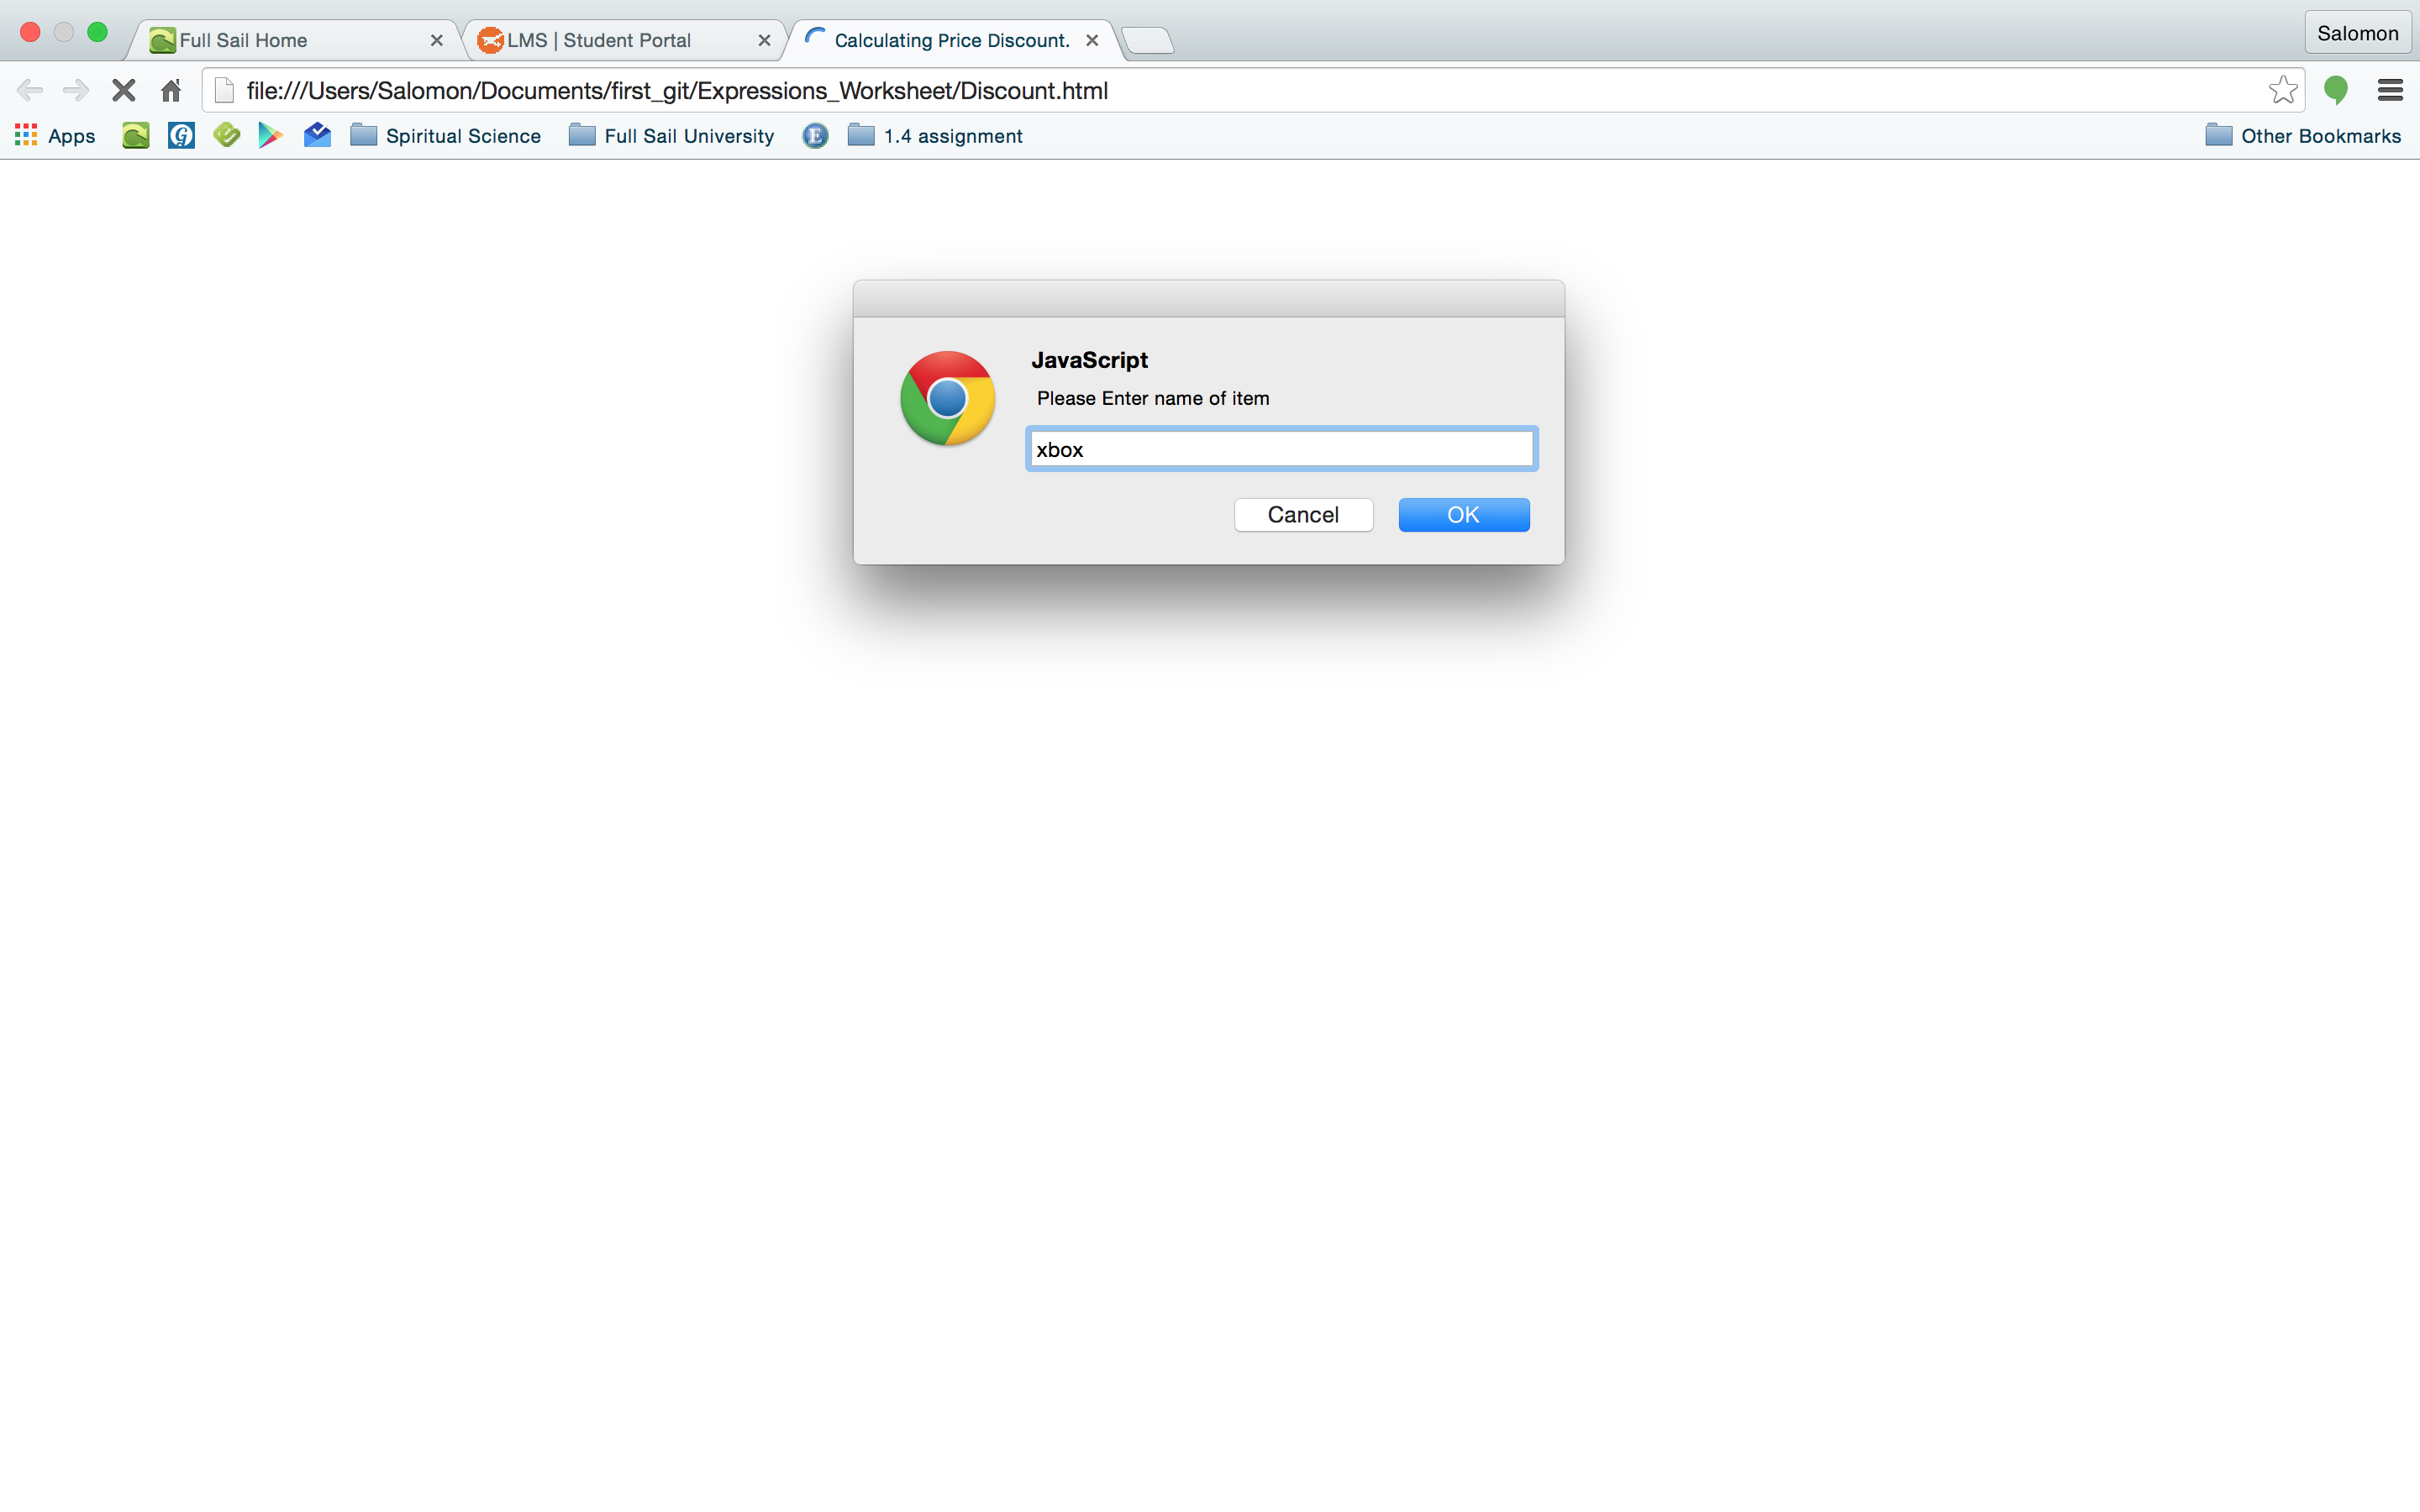 Full Sail Home
LMS | Student Portal
Calculating Price Discount.
Salomon
file:///Users/Salomon/Documents/first_git/Expressions_Worksheet/Discount.html
Apps
Spiritual Science
Full Sail University
E
1.4 assignment
Other Bookmarks
JavaScript
Please Enter name of item
xbox
Cancel
OK